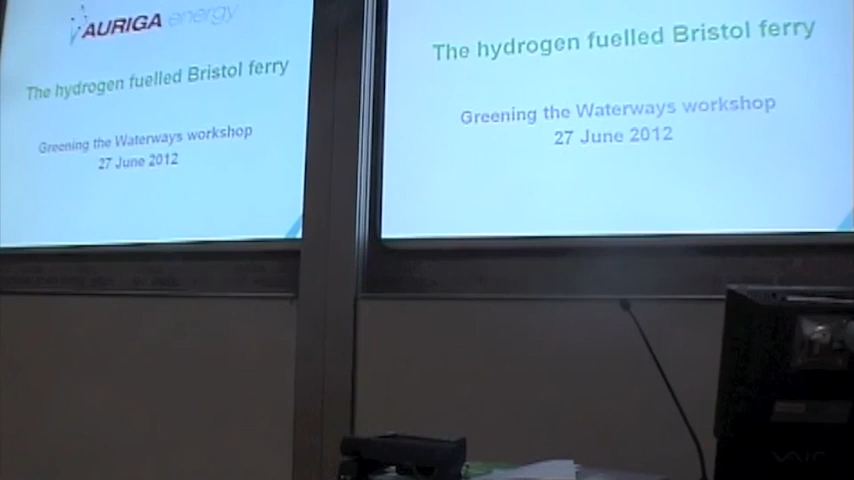 AURIGA energy
The hydrogen fuelled Bristol ferry
Greening the Waterways workshop
27 June 2012
The hydrogen fuelled Bristol ferry
Greening the Waterways workshop
27 June 2012